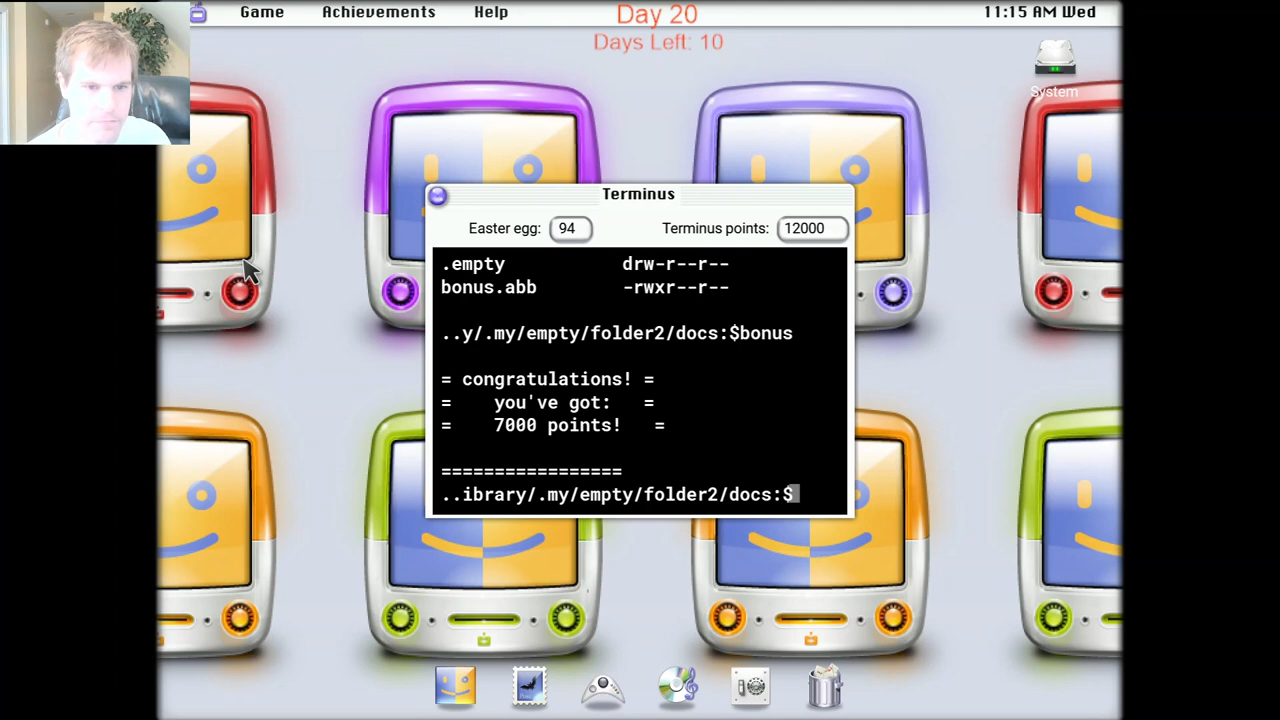 Game Achievements Help
Day 20
11:15 AM Wed
Days Left: 10
System
Terminus
Easter egg: 94
Terminus points: 12000
.empty drw-r--r--
bonus.abb -rwxr--r--
..y/.my/empty/folder2/docs:$bonus
= congratulations! =
= you've got: =
= 7000 points! =
=================
..ibrary/.my/empty/folder2/docs:$